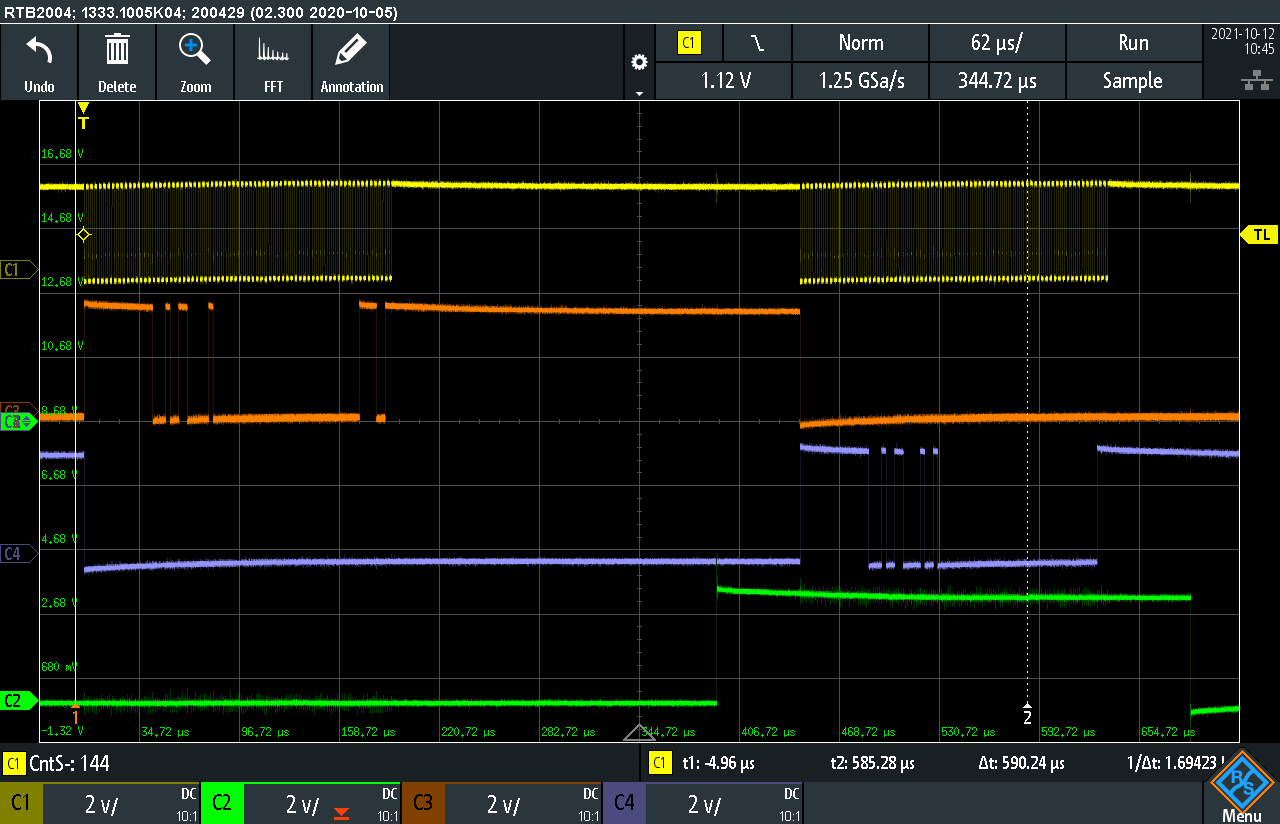 RTB2004; 1333.1005K04; 200429 (02.300 2020-10-05)
Undo Delete Zoom FFT Annotation
C1 Norm 62 µs/ Run
1.12 V 1.25 GSa/s 344.72 µs Sample
2021-10-12
10:45
T
16,68 V
14,68 V
TL
C1
12,68 V
10,68 V
8,68 V
6,68 V
4,68 V
C4
2,68 V
680 mV
C2
1
2
-1.32 V 34,72 µs 96,72 µs 158,72 µs 220,72 µs 282,72 µs 344,72 µs 406,72 µs 468,72 µs 530,72 µs 592,72 µs 654,72 µs
C1 CntS-: 144
C1 t1: -4.96 µs t2: 585.28 µs Δt: 590.24 µs 1/Δt: 1.69423
C1 2 V/ DC 10:1
C2 2 V/ DC 10:1
C3 2 V/ DC 10:1
C4 2 V/ DC 10:1
R S
Menu